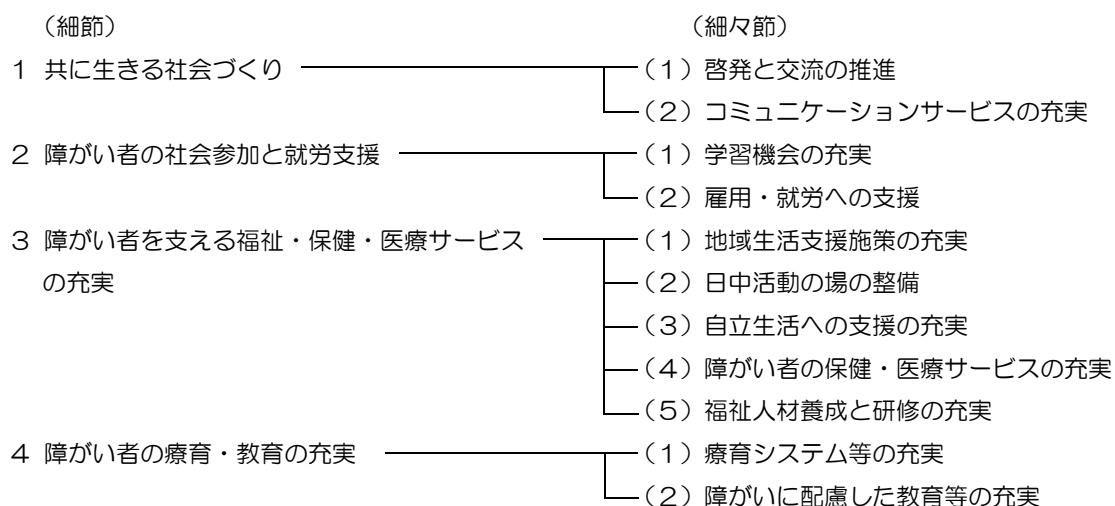 （細節） （細々節）
１ 共に生きる社会づくり （１）啓発と交流の推進
（２）コミュニケーションサービスの充実
２ 障がい者の社会参加と就労支援 （１）学習機会の充実
（２）雇用・就労への支援
３ 障がい者を支える福祉・保健・医療サービス （１）地域生活支援施策の充実
の充実 （２）日中活動の場の整備
（３）自立生活への支援の充実
（４）障がい者の保健・医療サービスの充実
（５）福祉人材養成と研修の充実
４ 障がい者の療育・教育の充実 （１）療育システム等の充実
（２）障がいに配慮した教育等の充実